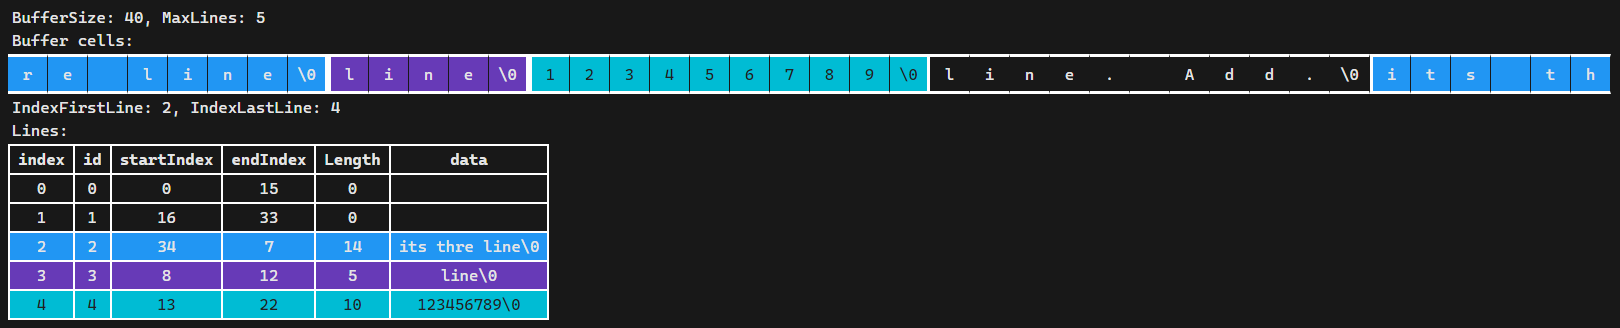 BufferSize: 40, MaxLines: 5
Buffer cells:
r e l i n e \0 l i n e \0 1 2 3 4 5 6 7 8 9 \0 l i n e . A d d . \0 i t s t h
IndexFirstLine: 2, IndexLastLine: 4
Lines:
index id startIndex endIndex Length data
0 0 0 15 0
1 1 16 33 0
2 2 34 7 14 its thre line\0
3 3 8 12 5 line\0
4 4 13 22 10 123456789\0